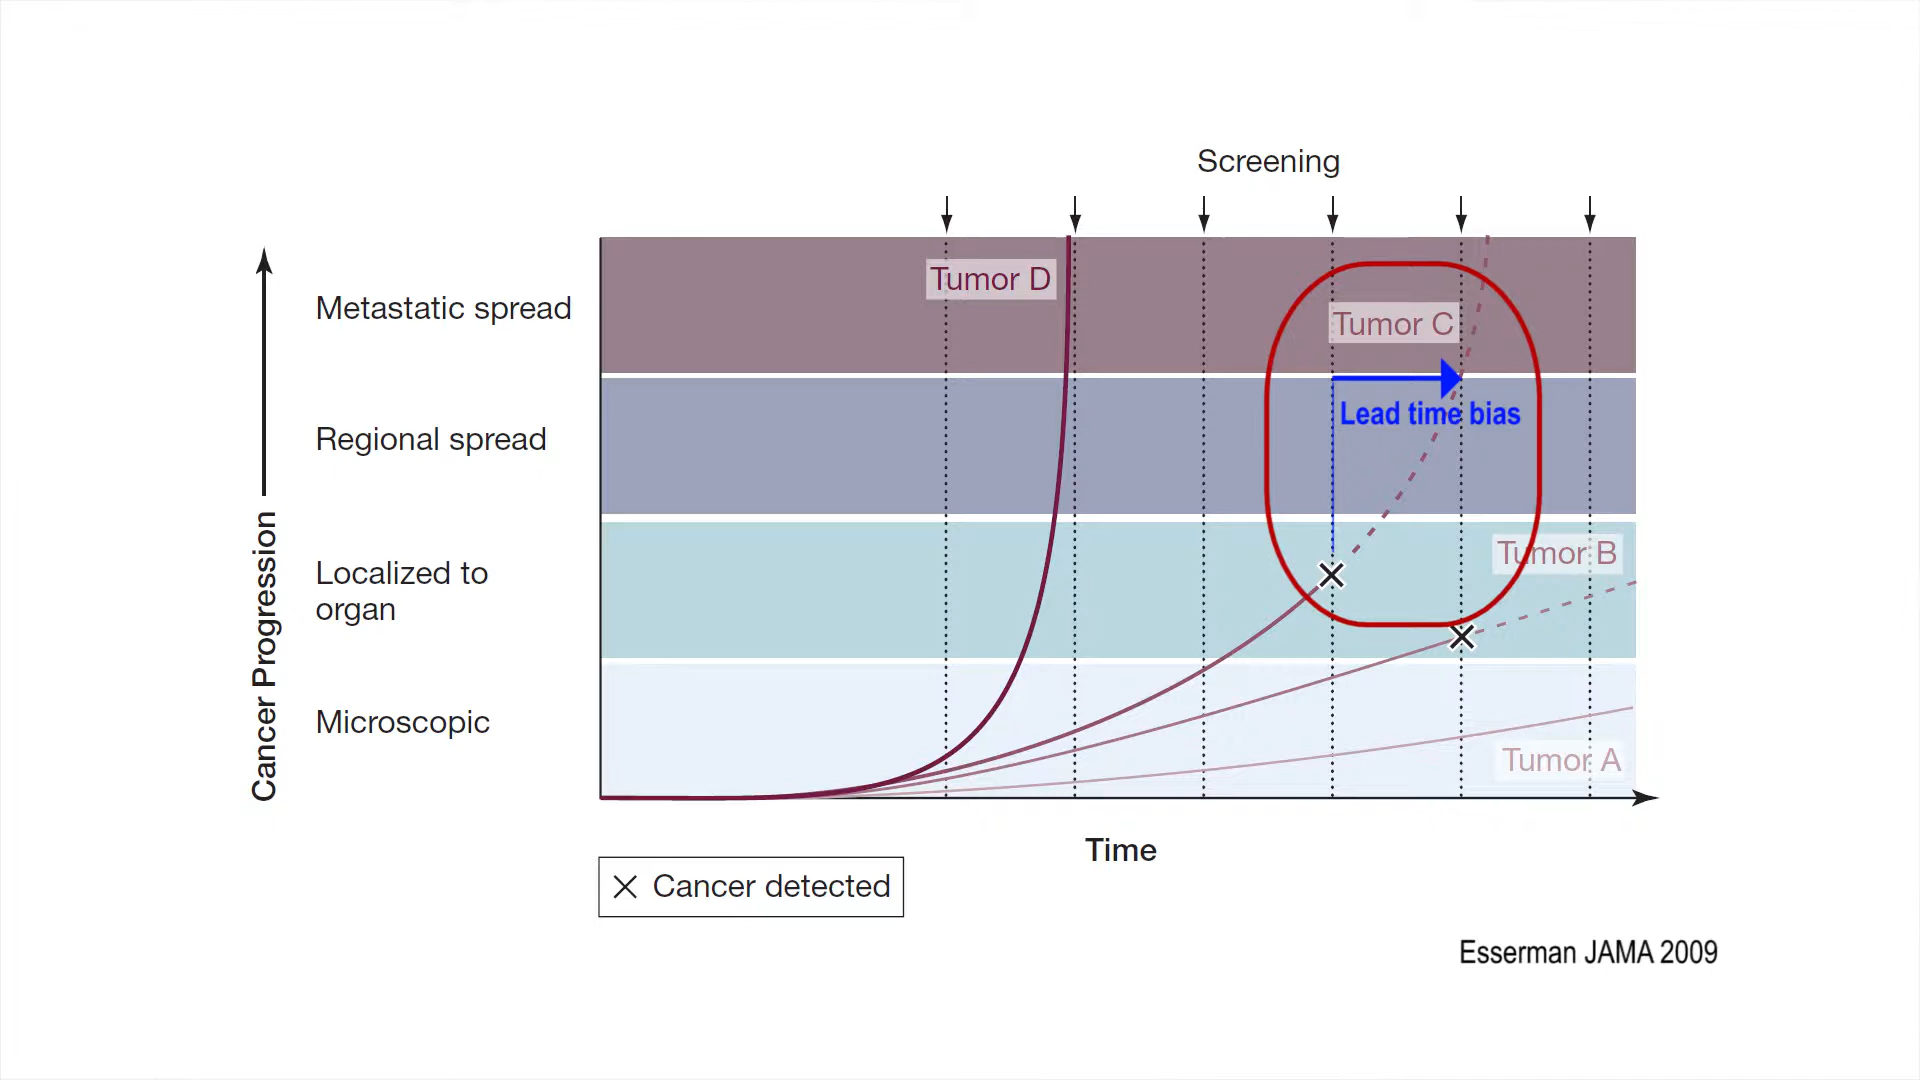 Screening
Tumor D
Metastatic spread
Tumor C
Lead time bias
Regional spread
Tumor B
Localized to
organ
Microscopic
Tumor A
Cancer Progression
Time
Cancer detected
Esserman JAMA 2009